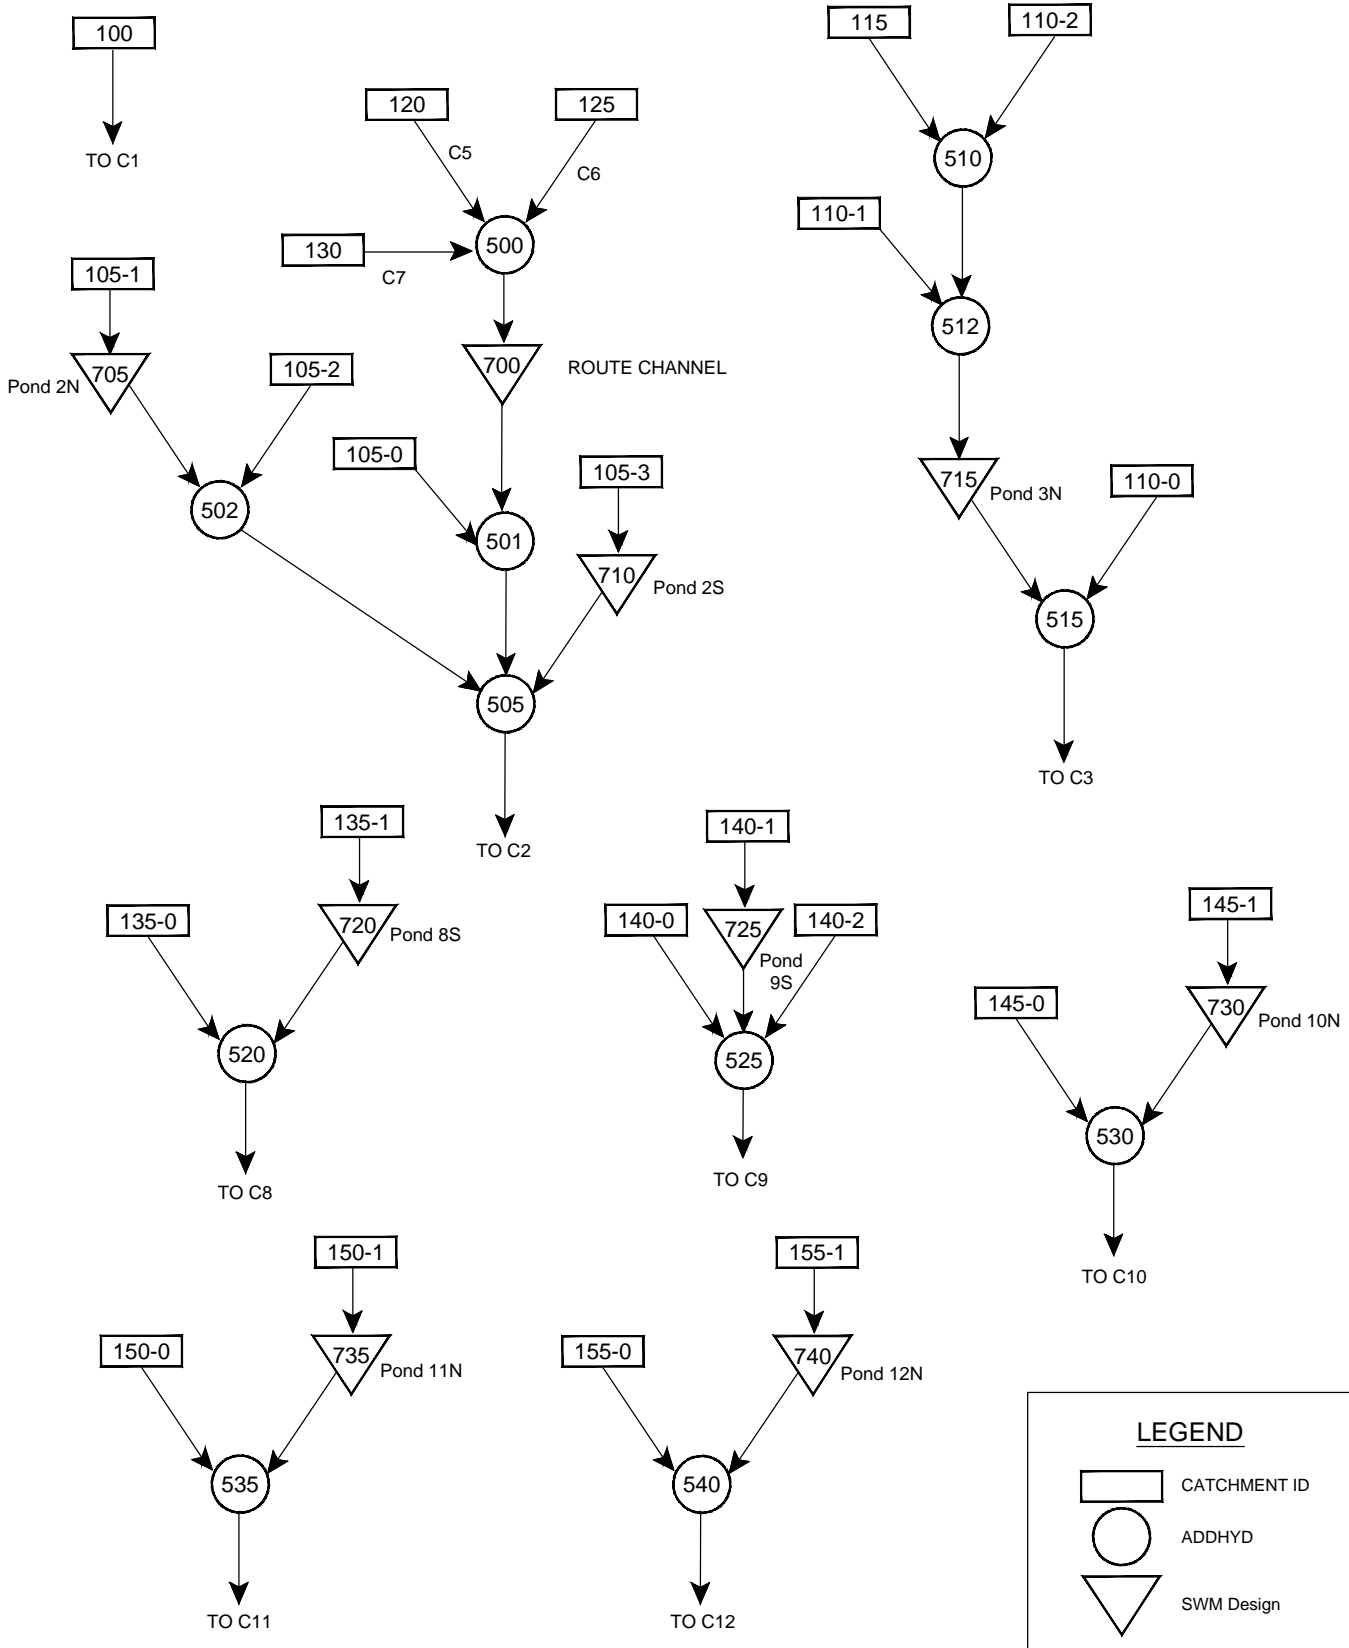 100
TO C1
120
125
C5
C6
130
C7
500
105-1
705
Pond 2N
105-2
700
ROUTE CHANNEL
105-0
105-3
502
501
710
Pond 2S
505
TO C2
115
110-2
510
110-1
512
715
Pond 3N
110-0
515
TO C3
135-1
135-0
720
Pond 8S
520
TO C8
140-1
140-0
725
140-2
Pond
9S
525
TO C9
145-1
145-0
730
Pond 10N
530
TO C10
150-1
150-0
735
Pond 11N
535
TO C11
155-1
155-0
740
Pond 12N
540
TO C12
LEGEND
CATCHMENT ID
ADDHYD
SWM Design